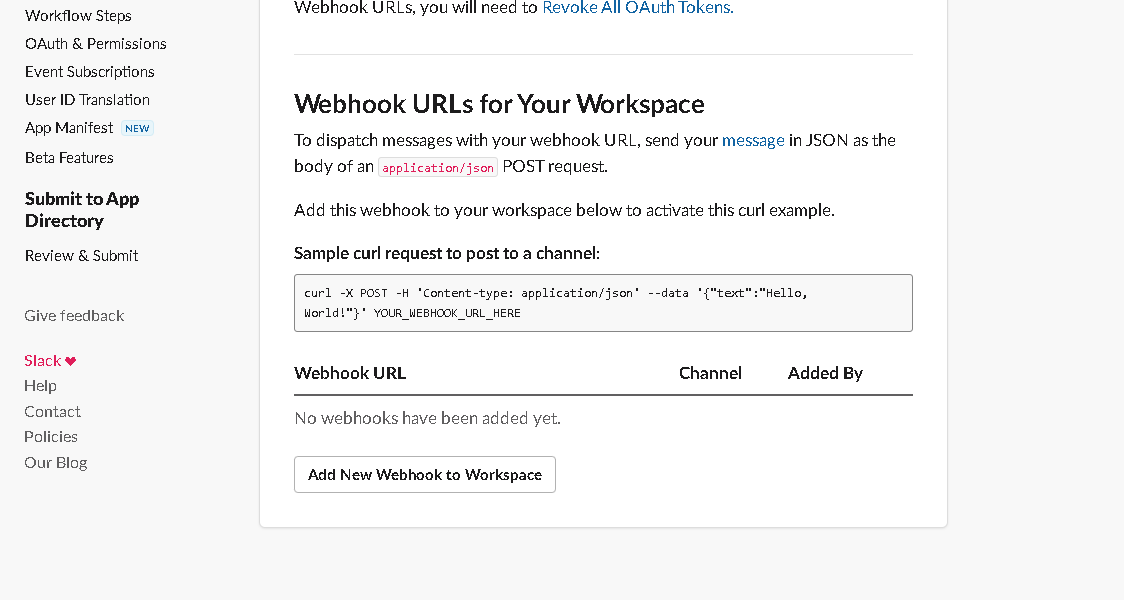 Workflow Steps
OAuth & Permissions
Event Subscriptions
User ID Translation
App Manifest NEW
Beta Features
Submit to App
Directory
Review & Submit
Give feedback
Slack ❤
Help
Contact
Policies
Our Blog
Webhook URLs, you will need to Revoke All OAuth Tokens.
Webhook URLs for Your Workspace
To dispatch messages with your webhook URL, send your message in JSON as the
body of an application/json POST request.
Add this webhook to your workspace below to activate this curl example.
Sample curl request to post to a channel:
curl -X POST -H 'Content-type: application/json' --data '{"text":"Hello,
World!"}' YOUR_WEBHOOK_URL_HERE
Webhook URL Channel Added By
No webhooks have been added yet.
Add New Webhook to Workspace